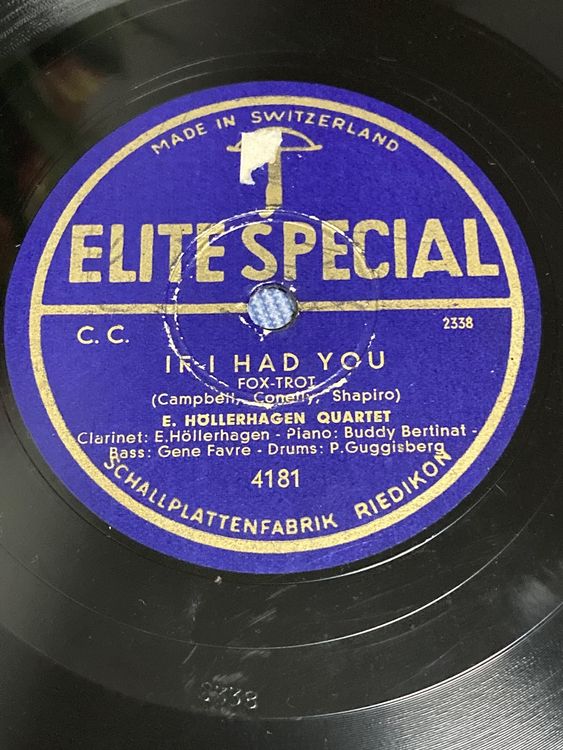 MADE IN SWITZERLAND
ELITE SPECIAL
C. C.
2338
IF I HAD YOU
FOX-TROT
(Campbell, Conelly, Shapiro)
E. HÖLLERHAGEN QUARTET
Clarinet: E. Höllerhagen - Piano: Buddy Bertinat -
Bass: Gene Favre - Drums: P. Guggisberg
4181
SCHALLPLATTENFABRIK RIEDIKON